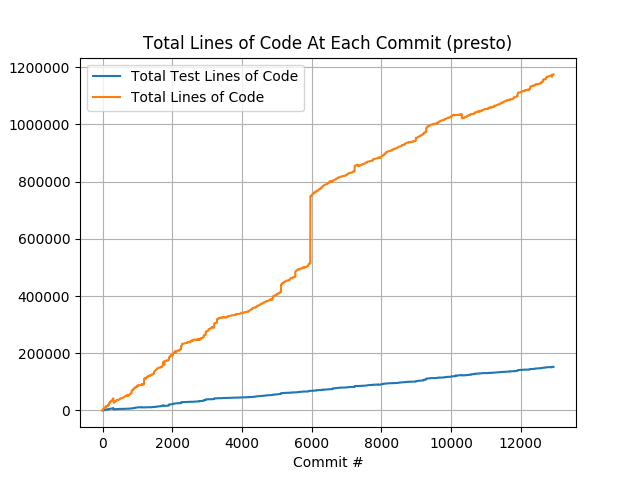 Total Lines of Code At Each Commit (presto)
Total Test Lines of Code
Total Lines of Code
1200000
1000000
800000
600000
400000
200000
0
0 2000 4000 6000 8000 10000 12000
Commit #